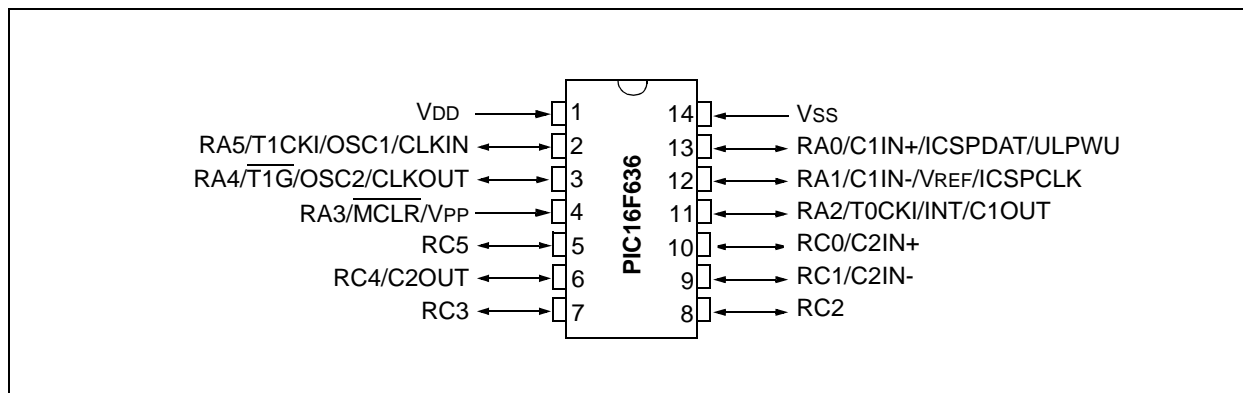 VDD 1
RA5/T1CKI/OSC1/CLKIN 2
RA4/T1G/OSC2/CLKOUT 3
RA3/MCLR/VPP 4
RC5 5
RC4/C2OUT 6
RC3 7
PIC16F636
14 VSS
13 RA0/C1IN+/ICSPDAT/ULPWU
12 RA1/C1IN-/VREF/ICSPCLK
11 RA2/T0CKI/INT/C1OUT
10 RC0/C2IN+
9 RC1/C2IN-
8 RC2